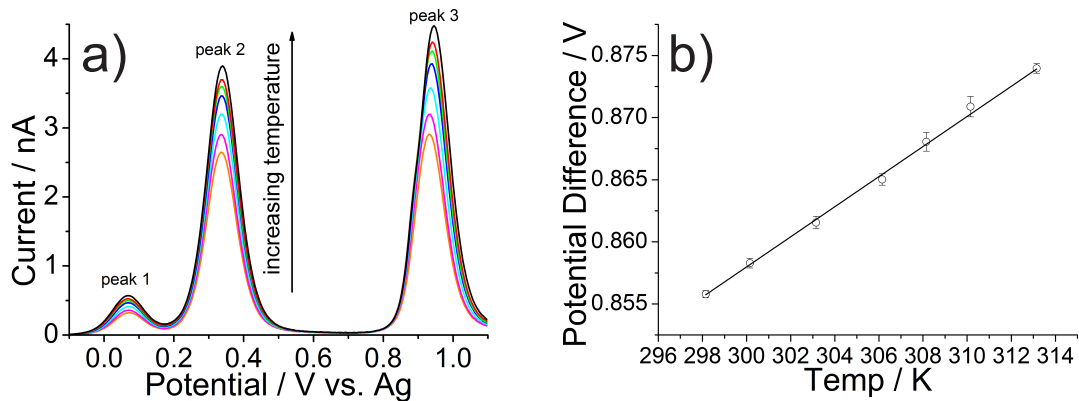 a)
peak 1
peak 2
peak 3
increasing temperature
Current / nA
4
3
2
1
0
0.0 0.2 0.4 0.6 0.8 1.0
Potential / V vs. Ag
b)
Potential Difference / V
0.875
0.870
0.865
0.860
0.855
296 298 300 302 304 306 308 310 312 314
Temp / K